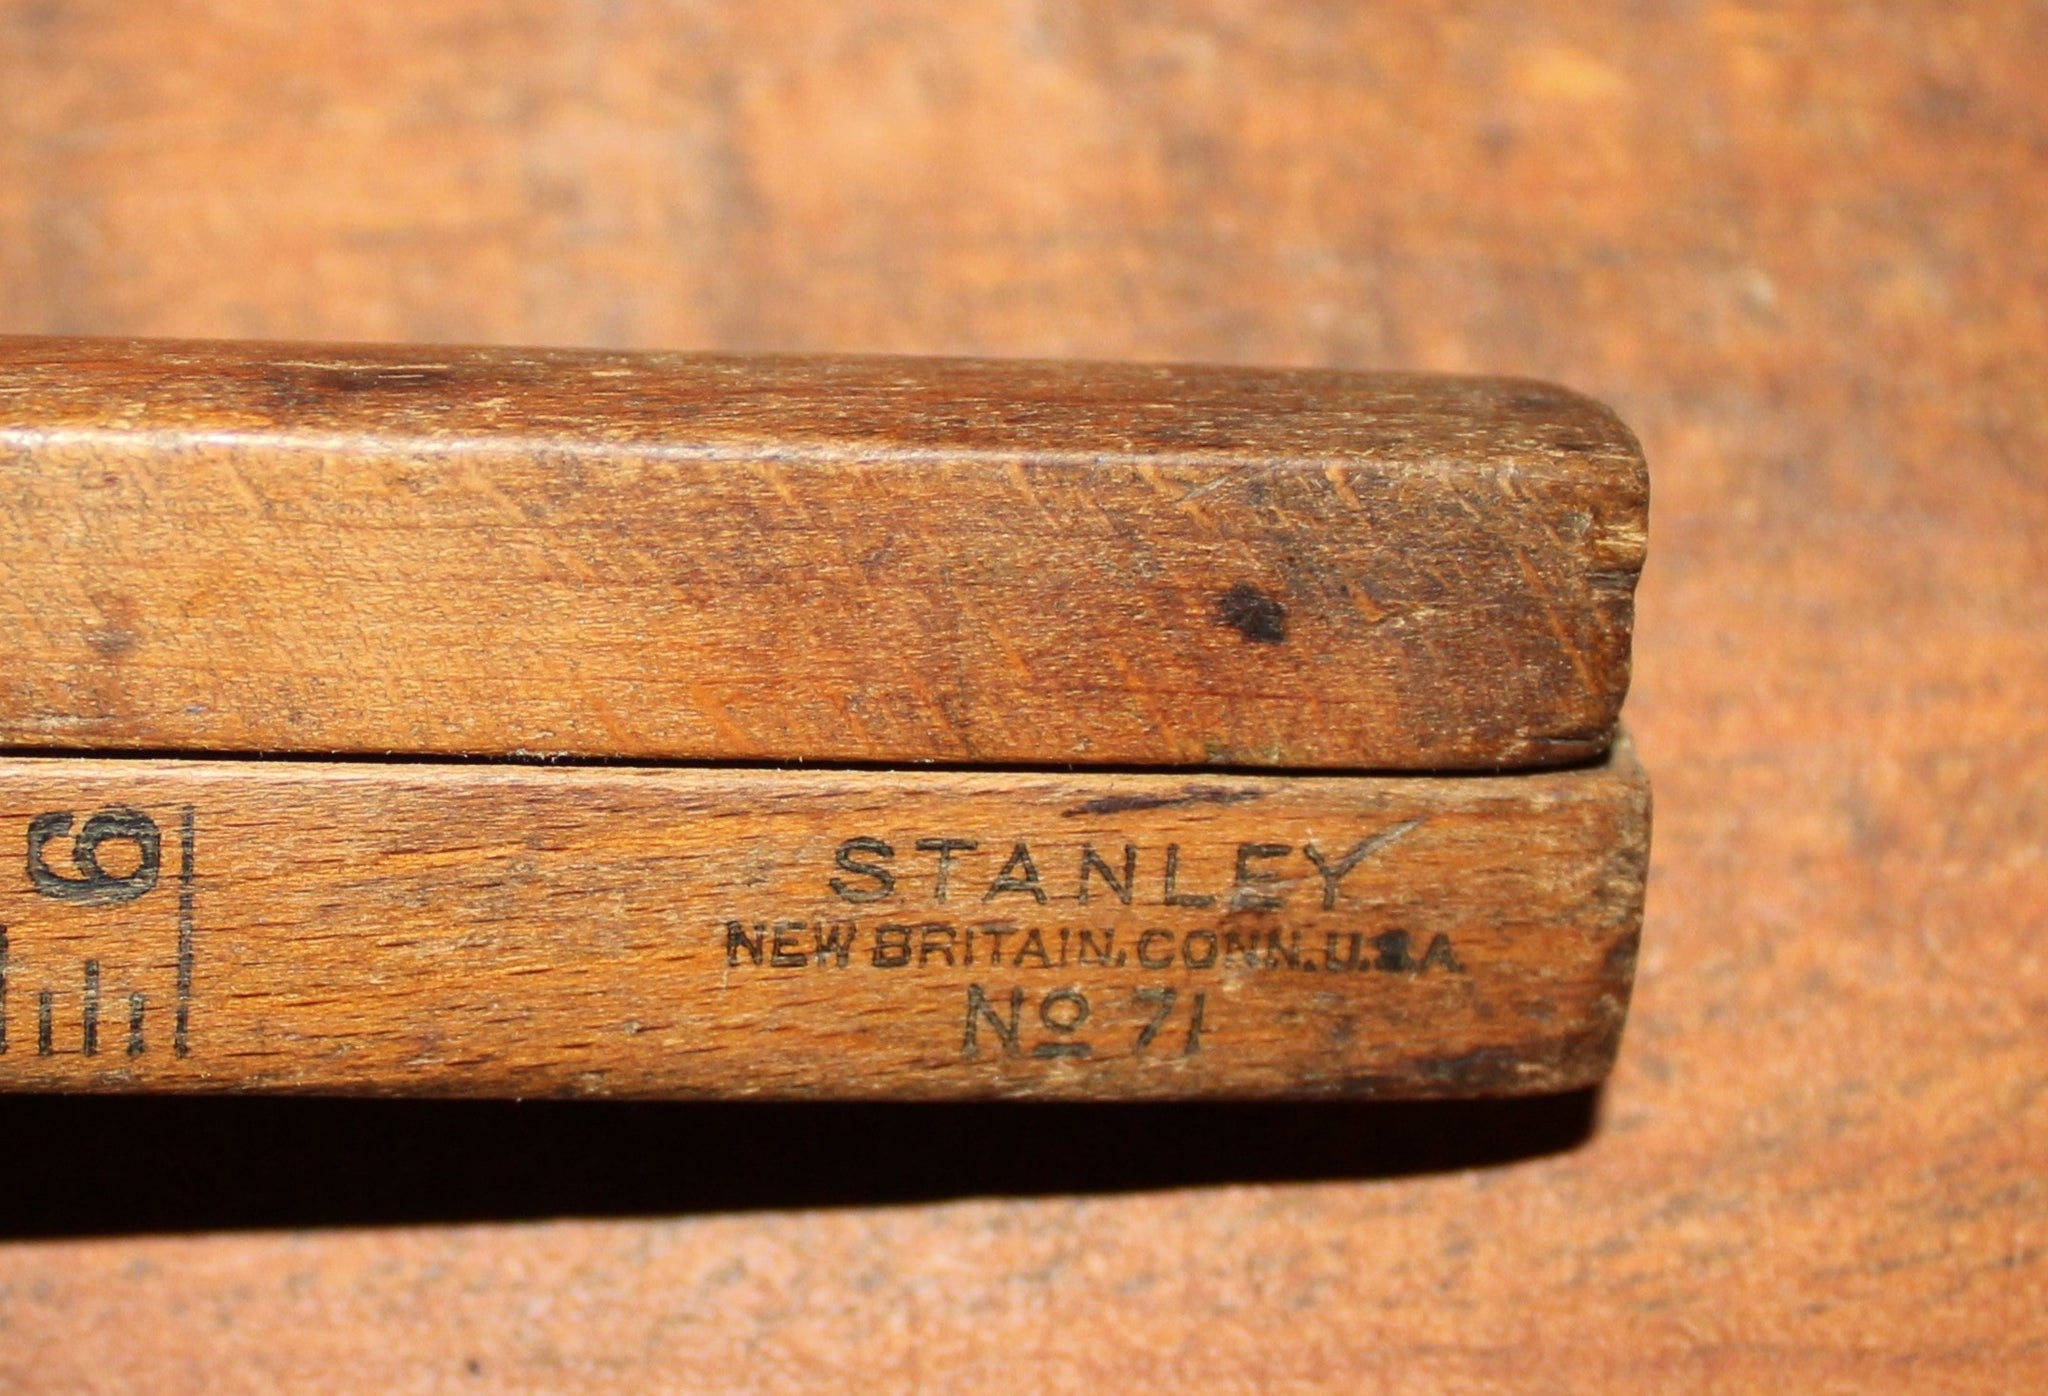 6
STANLEY
NEW BRITAIN, CONN. U.S.A.
Nº 71